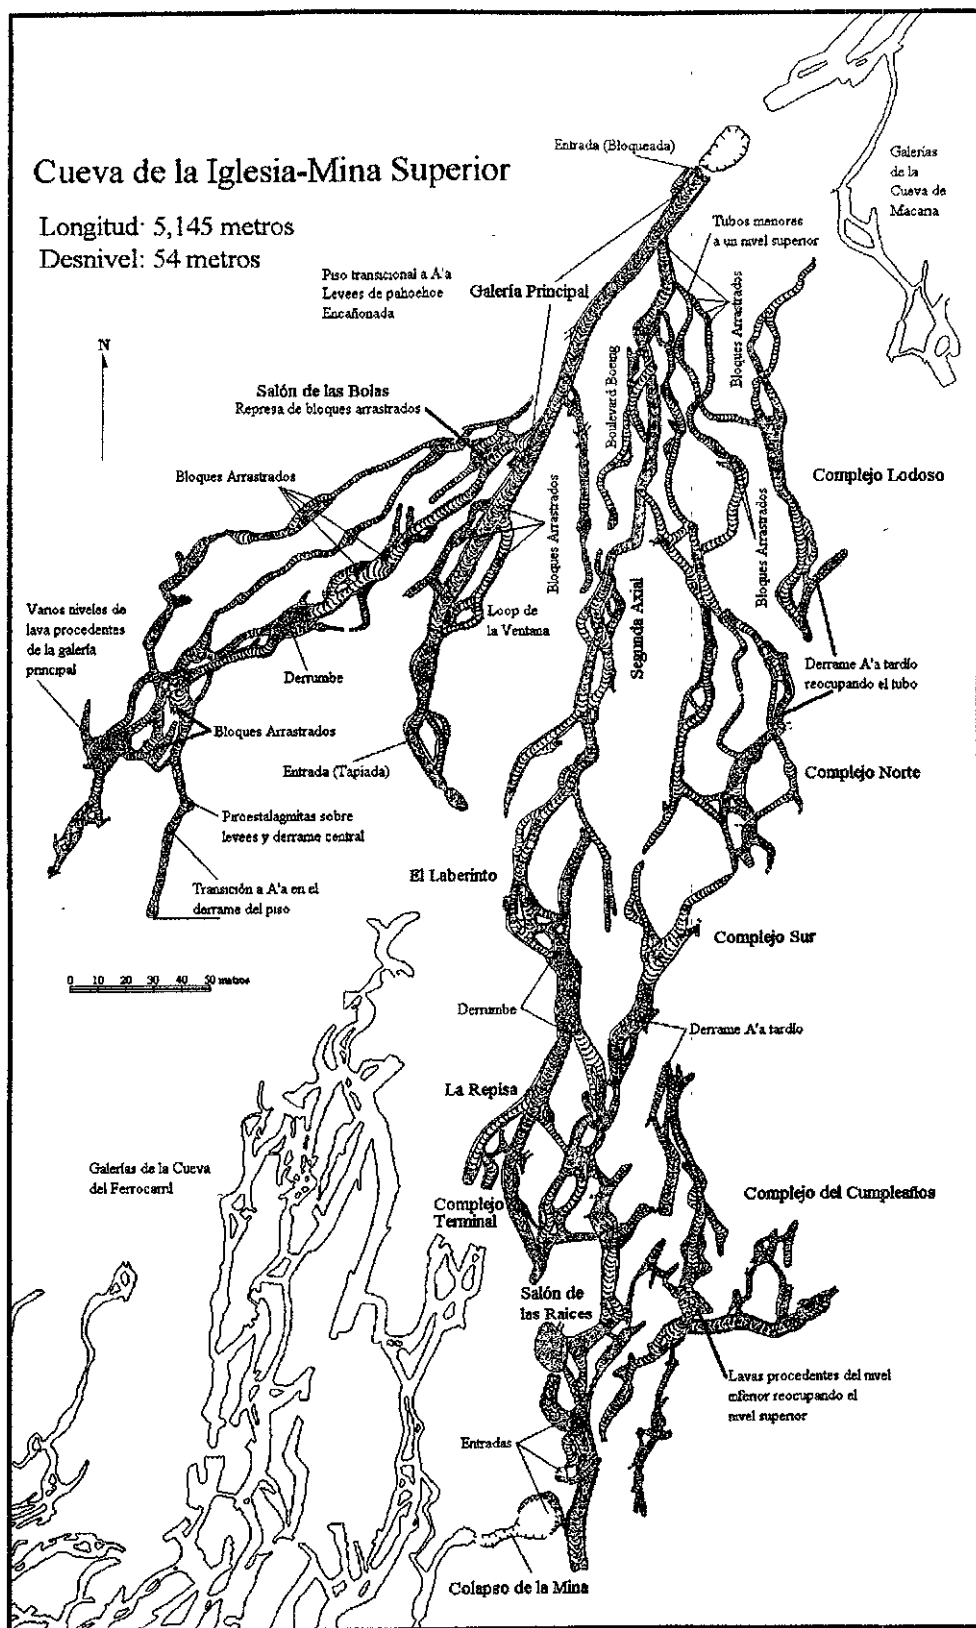 Entrada (Bloqueada)
Cueva de la Iglesia-Mina Superior
Galerías
de la
Cueva de
Macana
Longitud: 5,145 metros
Desnivel: 54 metros
Tubos menores
a un nivel superior
Piso transicional a A'a
Levees de pahoehoe
Encañonada
Galería Principal
Bloques Arrastrados
N
Salón de las Bolas
Represa de bloques arrastrados
Boulevard Boeing
Bloques Arrastrados
Complejo Lodoso
Bloques Arrastrados
Bloques Arrastrados
Varios niveles de
lava procedentes
de la galería
principal
Loop de
la Ventana
Segunda Axial
Derrumbe
Derrame A'a tardío
reocupando el tubo
Bloques Arrastrados
Entrada (Tapiada)
Complejo Norte
Piroestalagmitas sobre
levees y derrame central
El Laberinto
Transición a A'a en el
derrame del piso
Complejo Sur
0 10 20 30 40 50 metros
Derrumbe
Derrame A'a tardío
La Repisa
Galerías de la Cueva
del Ferrocarril
Complejo del Cumpleaños
Complejo
Terminal
Salón de
las Raices
Lavas procedentes del nivel
inferior reocupando el
nivel superior
Entradas
Colapso de la Mina